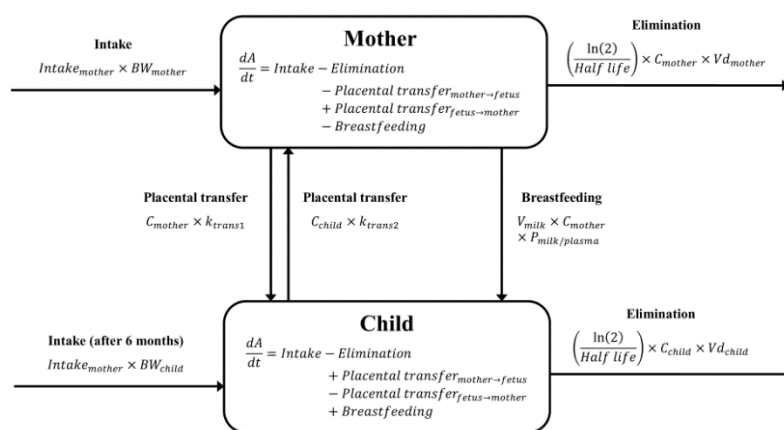 Intake
Intake_mother × BW_mother
Mother
dA/dt = Intake − Elimination
− Placental transfer_mother→fetus
+ Placental transfer_fetus→mother
− Breastfeeding
Elimination
(ln(2)/Half life) × C_mother × Vd_mother
Placental transfer
C_mother × k_trans1
Placental transfer
C_child × k_trans2
Breastfeeding
V_milk × C_mother
× P_milk/plasma
Intake (after 6 months)
Intake_mother × BW_child
Child
dA/dt = Intake − Elimination
+ Placental transfer_mother→fetus
− Placental transfer_fetus→mother
+ Breastfeeding
Elimination
(ln(2)/Half life) × C_child × Vd_child